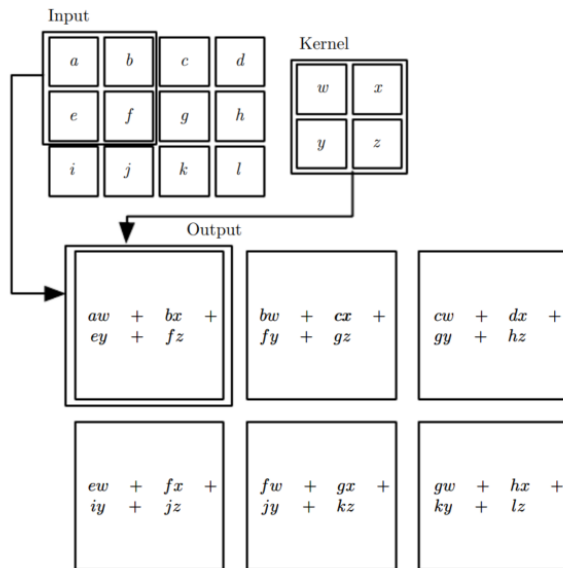 Input
a b c d
Kernel
w x
e f g h
y z
i j k l
Output
aw + bx +
ey + fz
bw + cx +
fy + gz
cw + dx +
gy + hz
ew + fx +
iy + jz
fw + gx +
jy + kz
gw + hx +
ky + lz